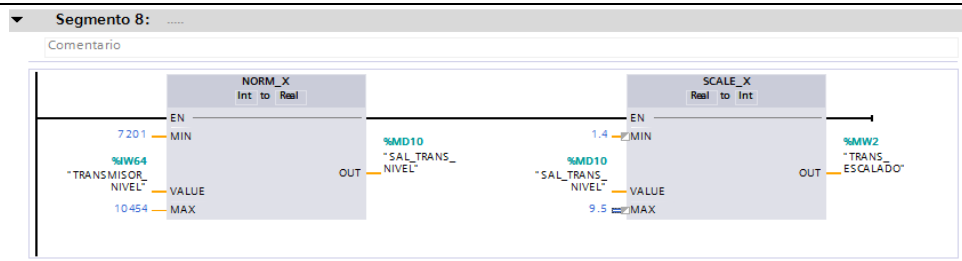 Segmento 8: .....
Comentario
NORM_X
Int to Real
EN
7201 MIN
%IW64
"TRANSMISOR_
NIVEL" VALUE
10454 MAX
OUT
%MD10
"SAL_TRANS_
NIVEL"
SCALE_X
Real to Int
EN
1.4 MIN
%MD10
"SAL_TRANS_
NIVEL" VALUE
9.5 MAX
OUT
%MW2
"TRANS_
ESCALADO"